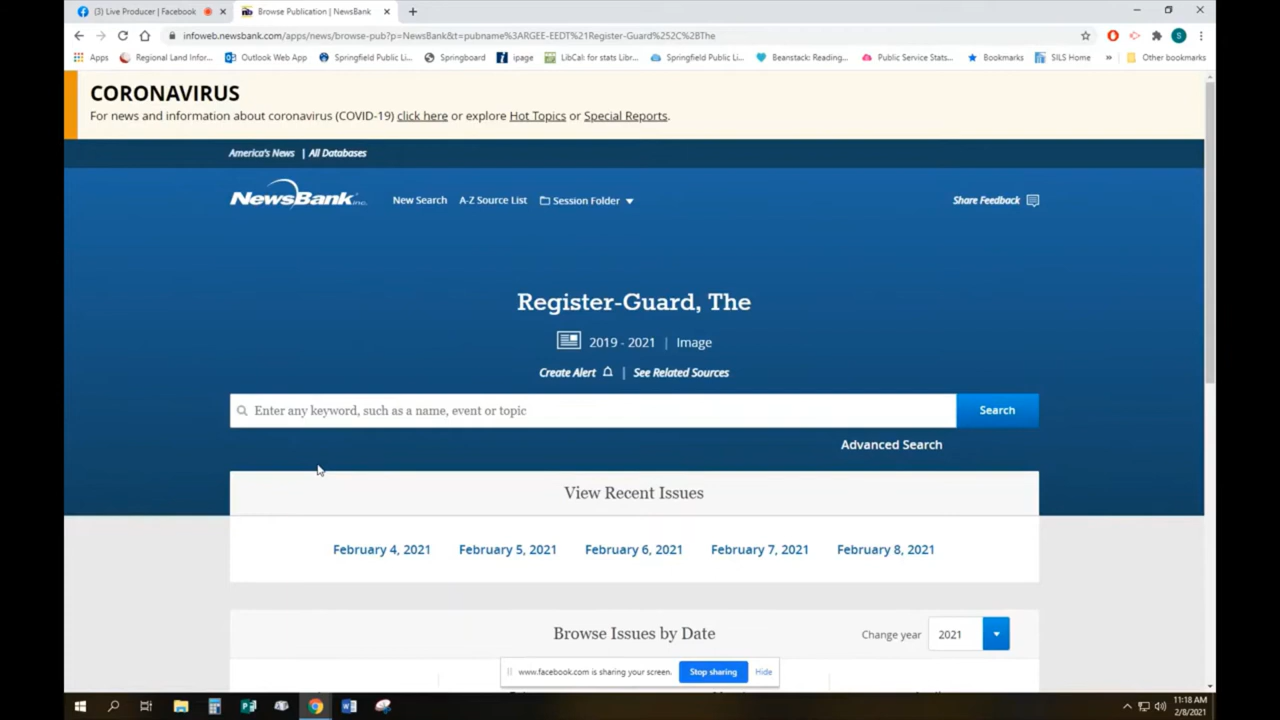 (3) Live Producer | Facebook
Browse Publication | NewsBank
infoweb.newsbank.com/apps/news/browse-pub?p=NewsBank&t=pubname%3ARGEE-EEDT%21Register-Guard%252C%2BThe
Apps Regional Land Infor... Outlook Web App Springfield Public Li... Springboard ipage LibCal: for stats Libr... Springfield Public Li... Beanstack: Reading... Public Service Stats... Bookmarks SILS Home » Other bookmarks
CORONAVIRUS
For news and information about coronavirus (COVID-19) click here or explore Hot Topics or Special Reports.
America's News | All Databases
NewsBank inc. New Search A-Z Source List Session Folder Share Feedback
Register-Guard, The
2019 - 2021 | Image
Create Alert | See Related Sources
Enter any keyword, such as a name, event or topic Search
Advanced Search
View Recent Issues
February 4, 2021 February 5, 2021 February 6, 2021 February 7, 2021 February 8, 2021
Browse Issues by Date Change year 2021
www.facebook.com is sharing your screen. Stop sharing Hide
11:18 AM
2/8/2021